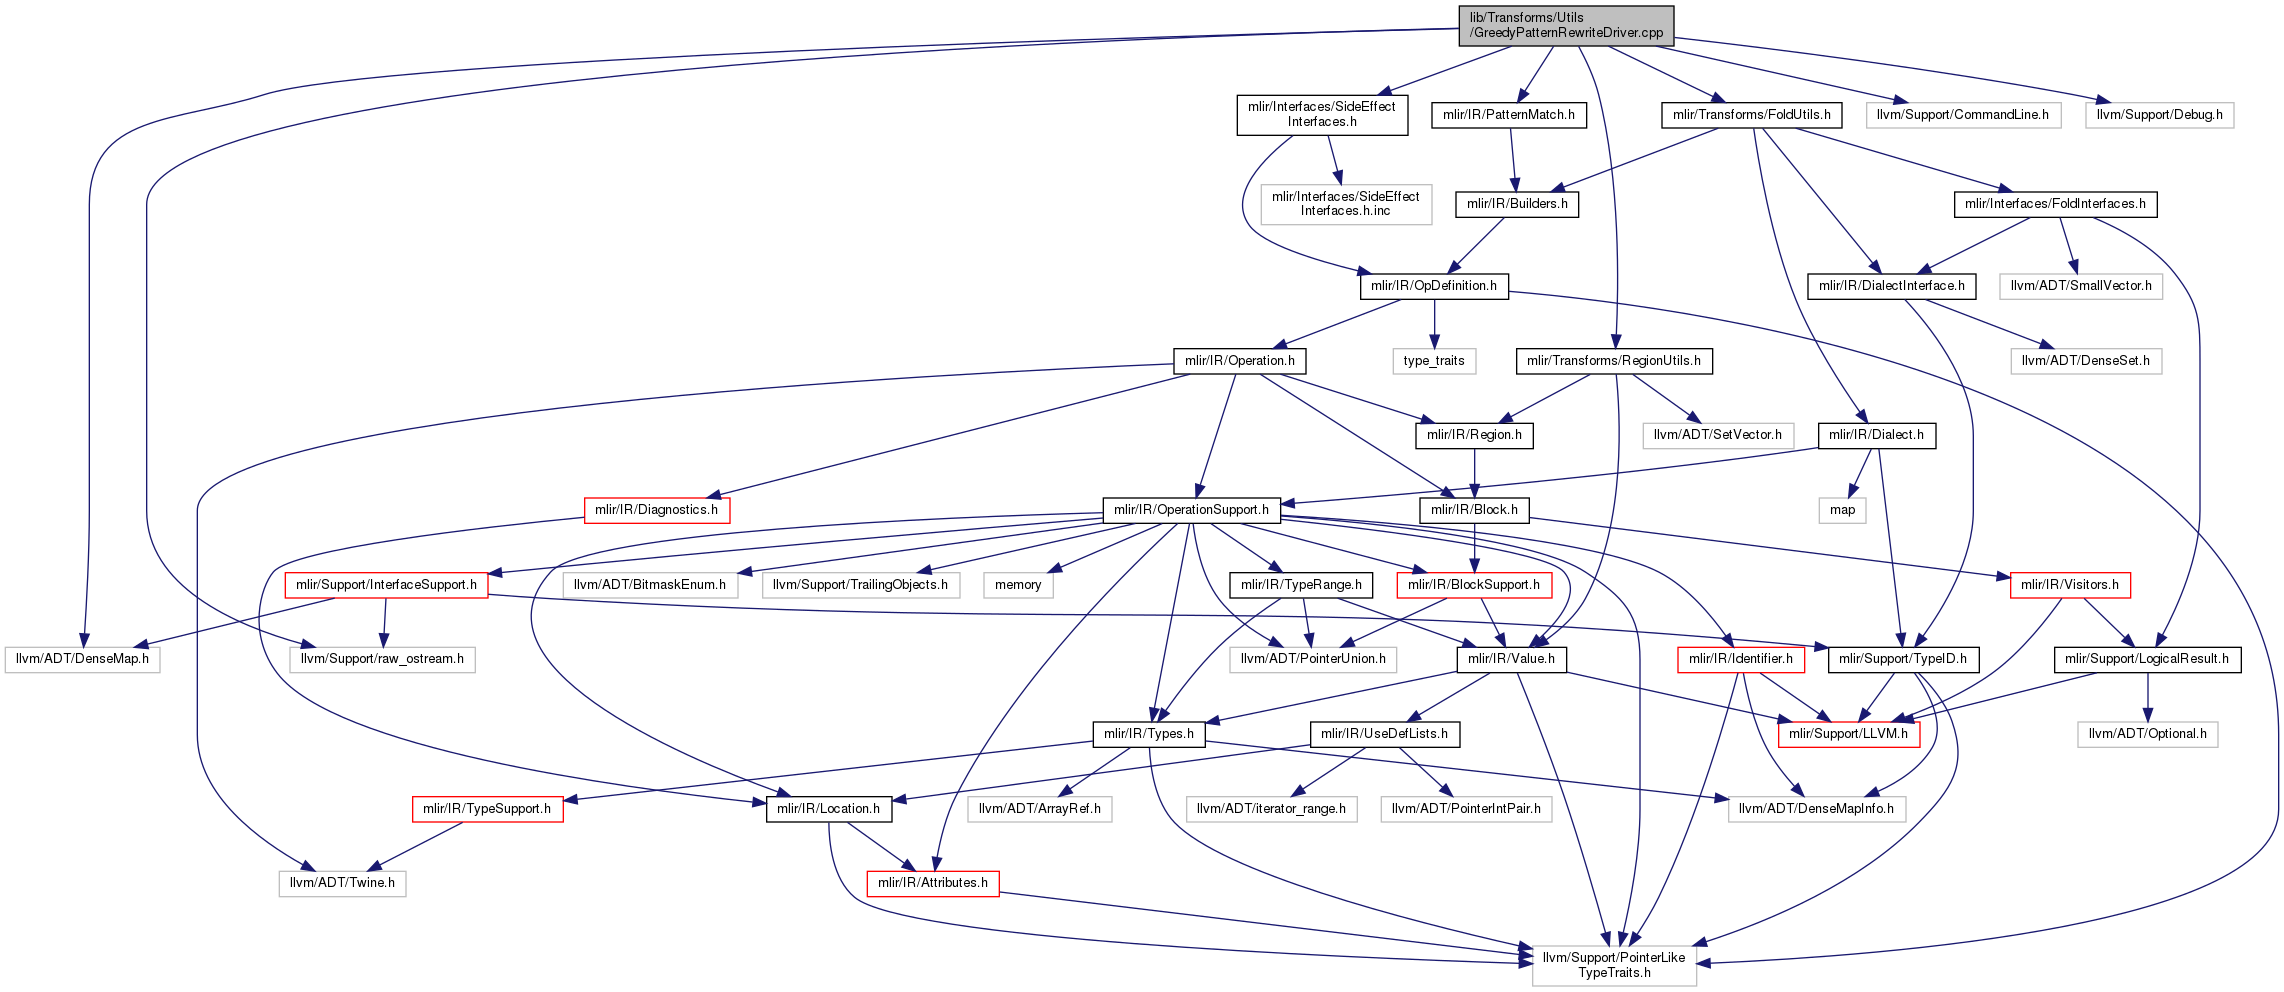 lib/Transforms/Utils
/GreedyPatternRewriteDriver.cpp
mlir/Interfaces/SideEffect
Interfaces.h
mlir/IR/PatternMatch.h
mlir/Transforms/FoldUtils.h
llvm/Support/CommandLine.h
llvm/Support/Debug.h
mlir/Interfaces/SideEffect
Interfaces.h.inc
mlir/IR/Builders.h
mlir/Interfaces/FoldInterfaces.h
mlir/IR/OpDefinition.h
mlir/IR/DialectInterface.h
llvm/ADT/SmallVector.h
mlir/IR/Operation.h
type_traits
mlir/Transforms/RegionUtils.h
llvm/ADT/DenseSet.h
mlir/IR/Region.h
llvm/ADT/SetVector.h
mlir/IR/Dialect.h
mlir/IR/Diagnostics.h
mlir/IR/OperationSupport.h
mlir/IR/Block.h
map
mlir/Support/InterfaceSupport.h
llvm/ADT/BitmaskEnum.h
llvm/Support/TrailingObjects.h
memory
mlir/IR/TypeRange.h
mlir/IR/BlockSupport.h
mlir/IR/Visitors.h
llvm/ADT/DenseMap.h
llvm/Support/raw_ostream.h
llvm/ADT/PointerUnion.h
mlir/IR/Value.h
mlir/IR/Identifier.h
mlir/Support/TypeID.h
mlir/Support/LogicalResult.h
mlir/IR/Types.h
mlir/IR/UseDefLists.h
mlir/Support/LLVM.h
llvm/ADT/Optional.h
mlir/IR/TypeSupport.h
mlir/IR/Location.h
llvm/ADT/ArrayRef.h
llvm/ADT/iterator_range.h
llvm/ADT/PointerIntPair.h
llvm/ADT/DenseMapInfo.h
llvm/ADT/Twine.h
mlir/IR/Attributes.h
llvm/Support/PointerLike
TypeTraits.h